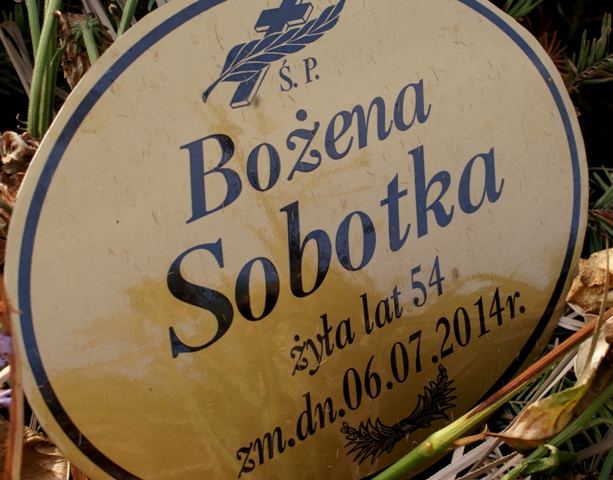 Ś. P.
Bożena
Sobotka
żyła lat 54
zm.dn.06.07.2014r.